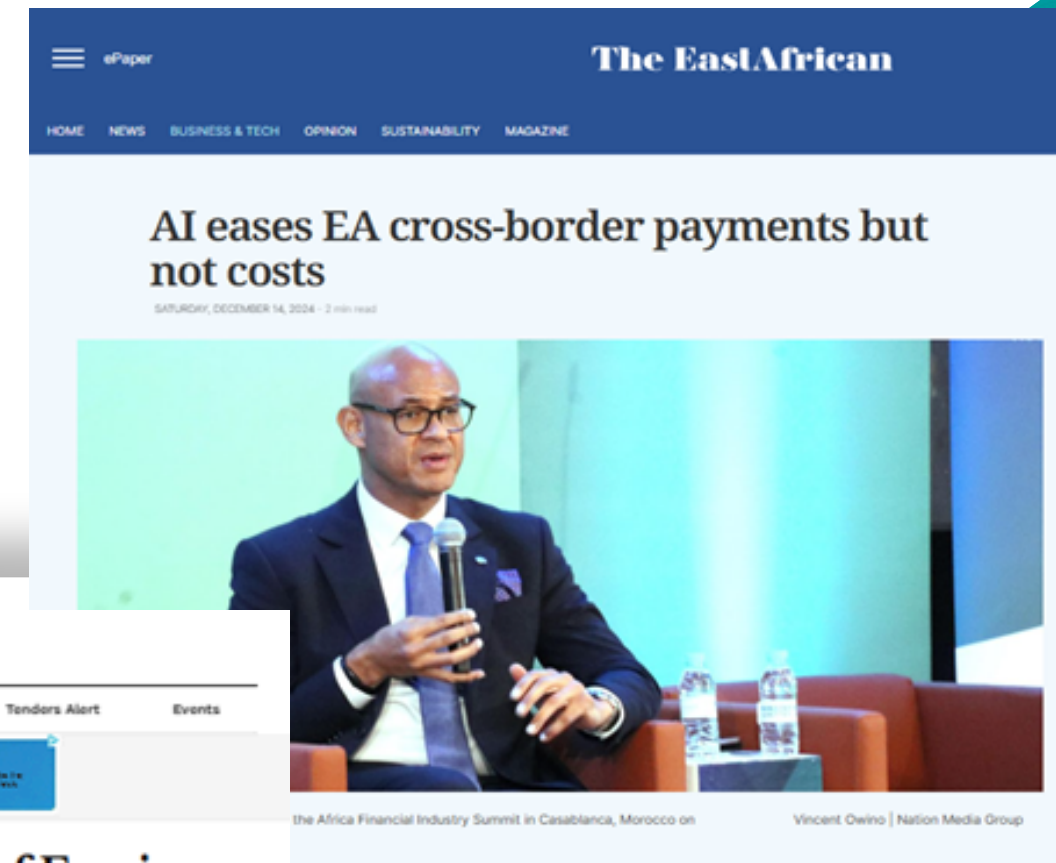 ePaper
The EastAfrican
HOME NEWS BUSINESS & TECH OPINION SUSTAINABILITY MAGAZINE
AI eases EA cross-border payments but
not costs
SATURDAY, DECEMBER 14, 2024 - 2 min read
Tenders Alert Events
the Africa Financial Industry Summit in Casablanca, Morocco on
Vincent Owino | Nation Media Group